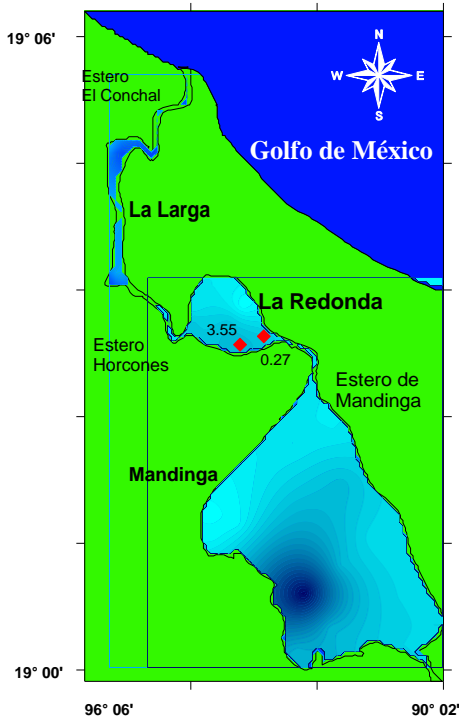 19° 06'
N
W E
S
Estero
El Conchal
Golfo de México
La Larga
La Redonda
3.55
0.27
Estero
Horcones
Estero de
Mandinga
Mandinga
19° 00'
96° 06'
90° 02'